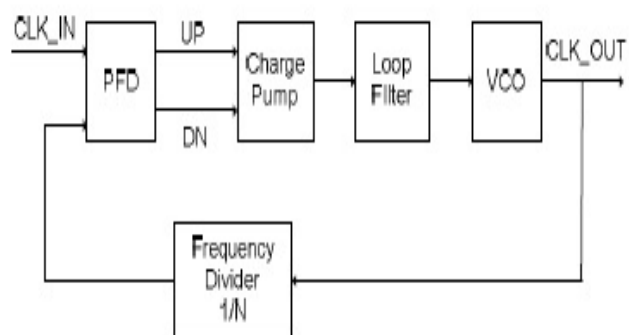 CLK_IN
UP
PFD
DN
Charge
Pump
Loop
Filter
VCO
CLK_OUT
Frequency
Divider
1/N